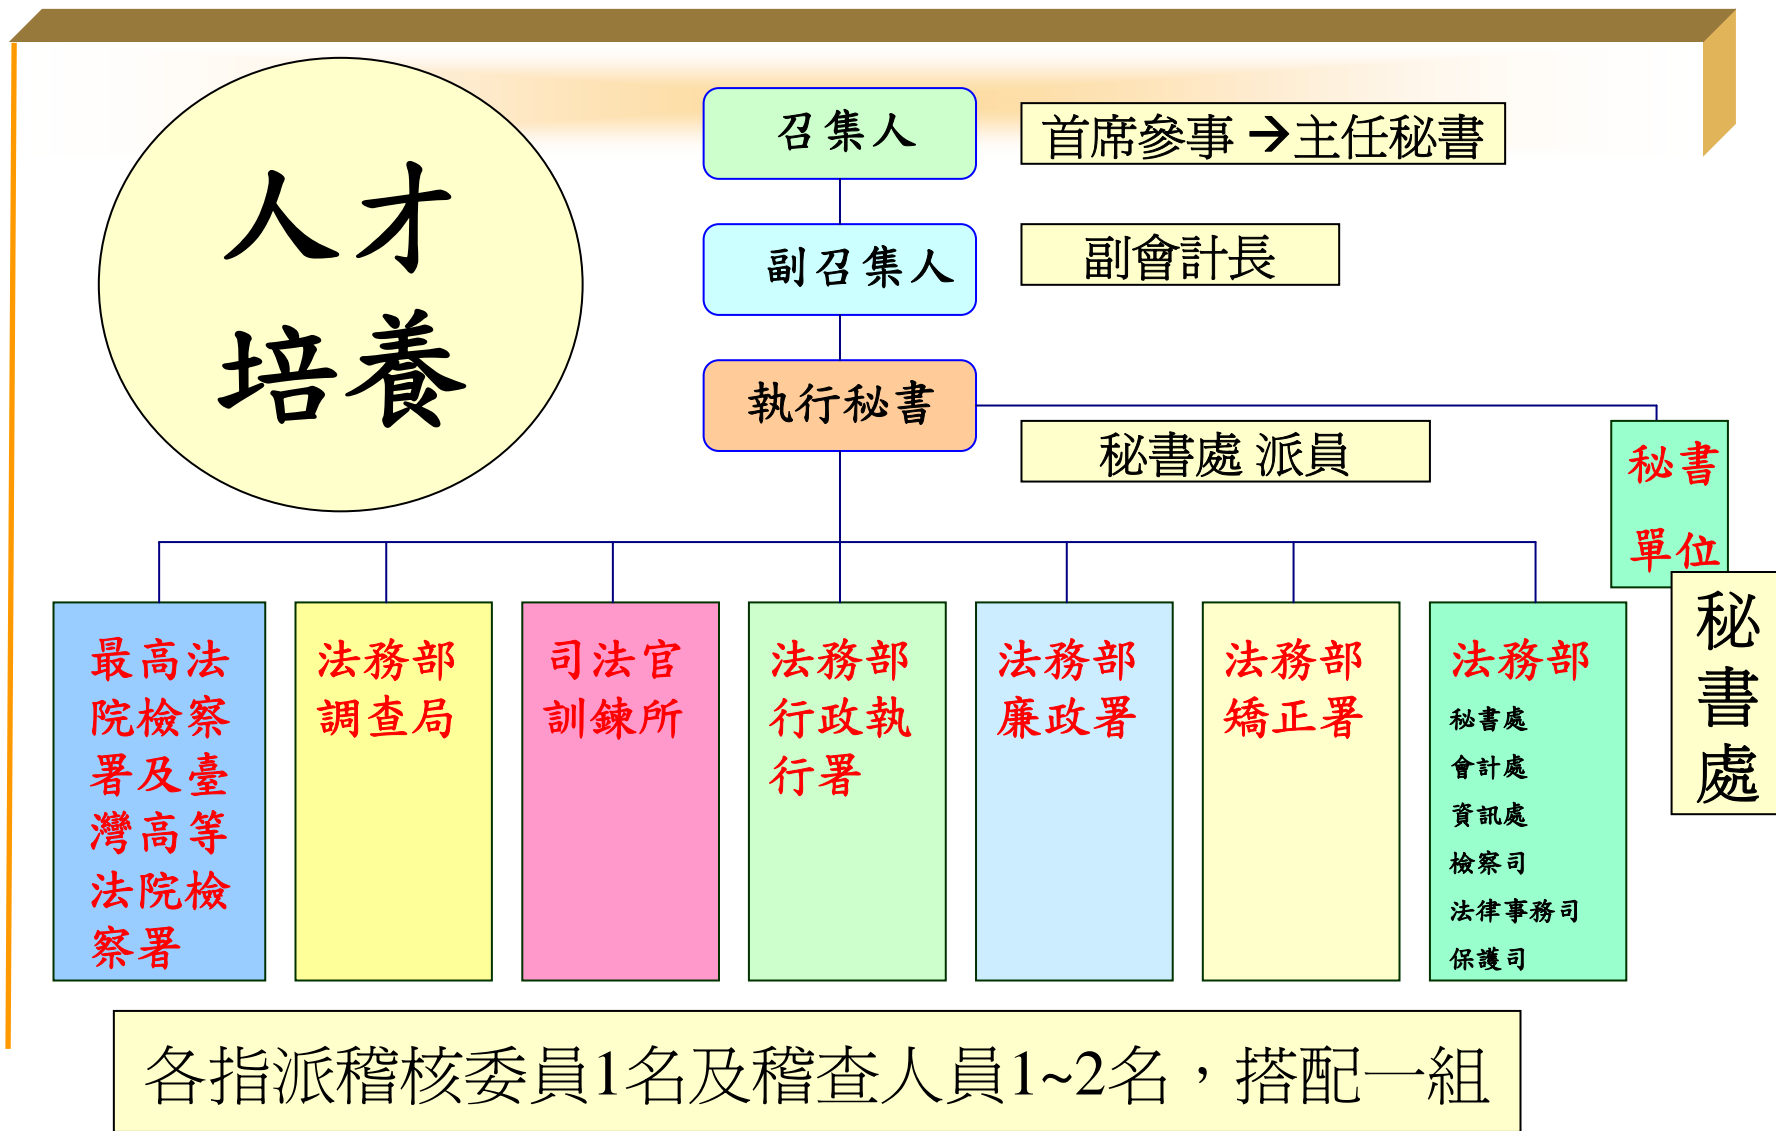 人才
培養
召集人
首席參事→主任秘書
副召集人
副會計長
執行秘書
秘書處 派員
秘書
單位
秘
書
處
最高法
院檢察
署及臺
灣高等
法院檢
察署
法務部
調查局
司法官
訓鍊所
法務部
行政執
行署
法務部
廉政署
法務部
矯正署
法務部
秘書處
會計處
資訊處
檢察司
法律事務司
保護司
各指派稽核委員1名及稽查人員1~2名，搭配一組